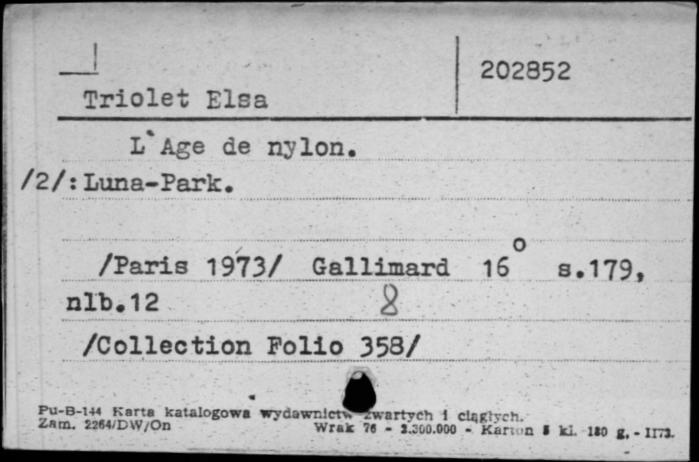 202852
Triolet Elsa
L`Age de nylon.
/2/:Luna-Park.
/Paris 1973/ Gallimard 16° s.179,
nlb.12 8
/Collection Folio 358/
Pu-B-144 Karta katalogowa wydawnictw zwartych i ciągłych.
Zam. 2264/DW/On Wrak 76 - 2.300.000 - Karton kl. 180 g. - II73.